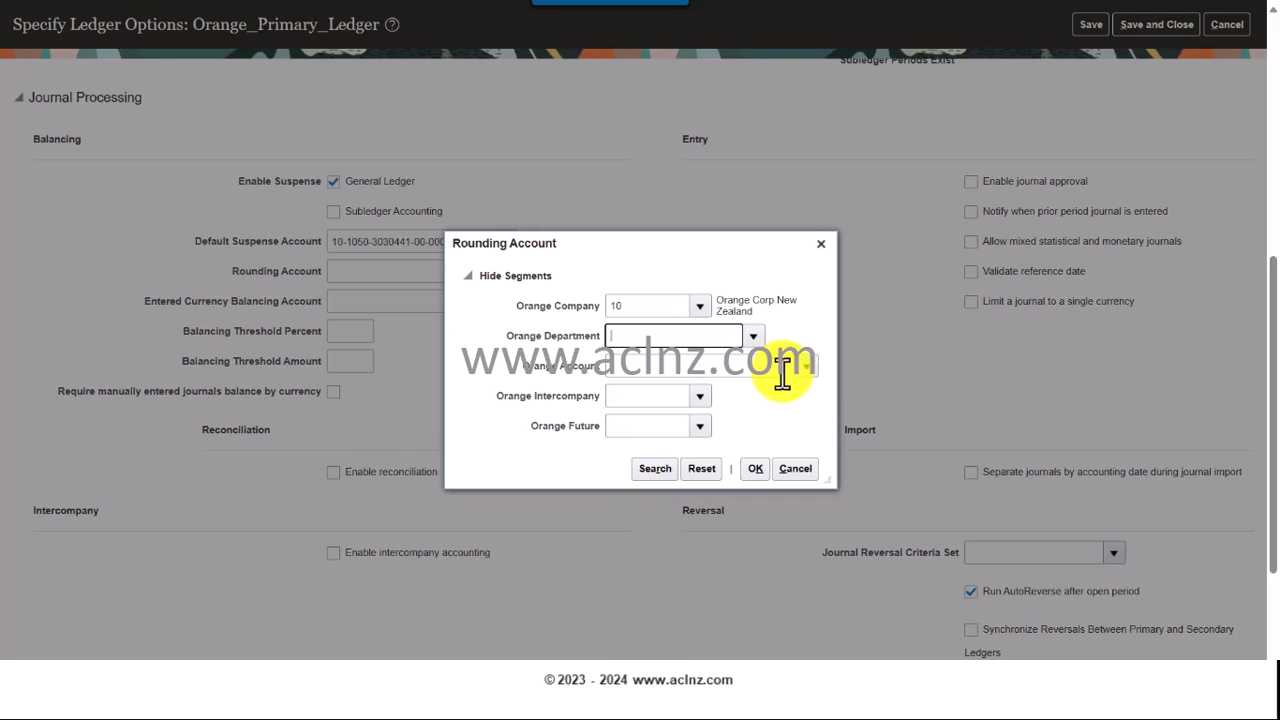 Specify Ledger Options: Orange_Primary_Ledger
Save Save and Close Cancel
Subledger Periods Exist
Journal Processing
Balancing
Entry
Enable Suspense General Ledger
Enable journal approval
Subledger Accounting
Notify when prior period journal is entered
Default Suspense Account 10-1050-3030441-00-000
Allow mixed statistical and monetary journals
Rounding Account
Validate reference date
Entered Currency Balancing Account
Limit a journal to a single currency
Balancing Threshold Percent
Balancing Threshold Amount
Require manually entered journals balance by currency
Rounding Account
Hide Segments
Orange Company 10 Orange Corp New
Zealand
Orange Department
www.aclnz.com
Orange Account
Orange Intercompany
Orange Future
Search Reset | OK Cancel
Reconciliation
Import
Enable reconciliation
Separate journals by accounting date during journal import
Intercompany
Reversal
Enable intercompany accounting
Journal Reversal Criteria Set
Run AutoReverse after open period
Synchronize Reversals Between Primary and Secondary
Ledgers
© 2023 - 2024 www.aclnz.com